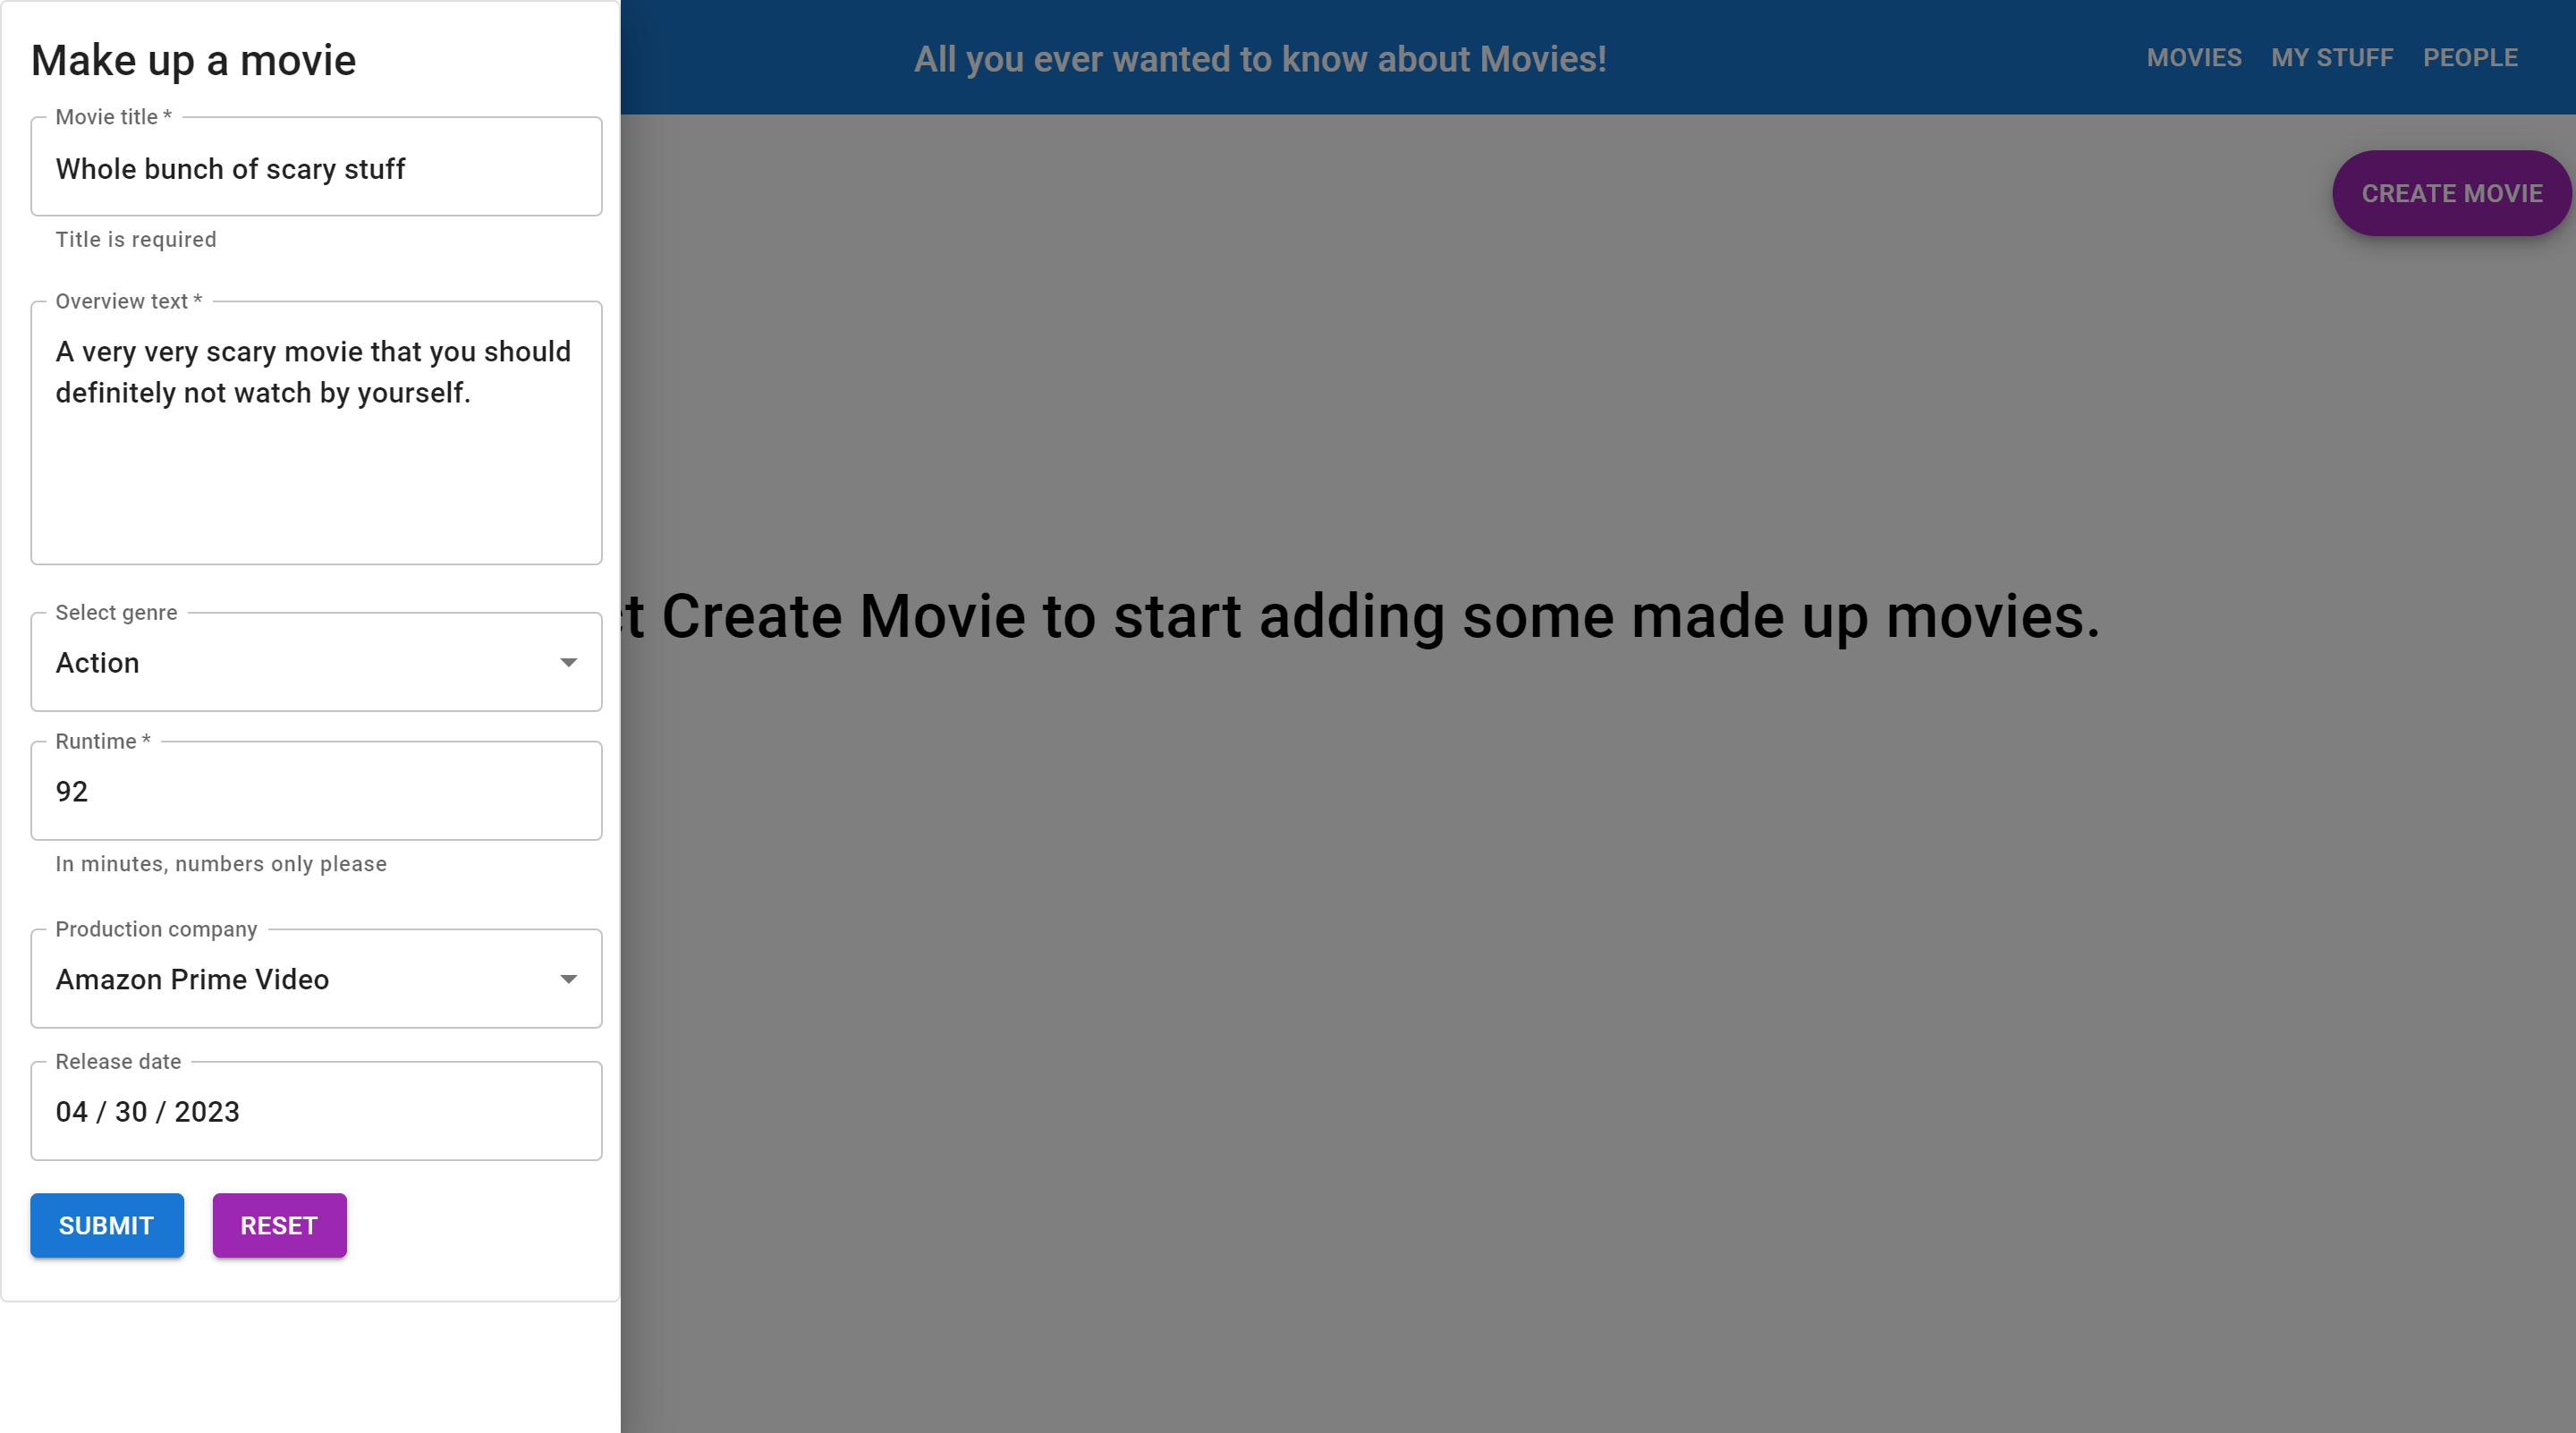 Make up a movie
Movie title *
Whole bunch of scary stuff
Title is required
Overview text *
A very very scary movie that you should
definitely not watch by yourself.
Select genre
Action
Runtime *
92
In minutes, numbers only please
Production company
Amazon Prime Video
Release date
04 / 30 / 2023
SUBMIT RESET
All you ever wanted to know about Movies!
MOVIES MY STUFF PEOPLE
CREATE MOVIE
Create Movie to start adding some made up movies.